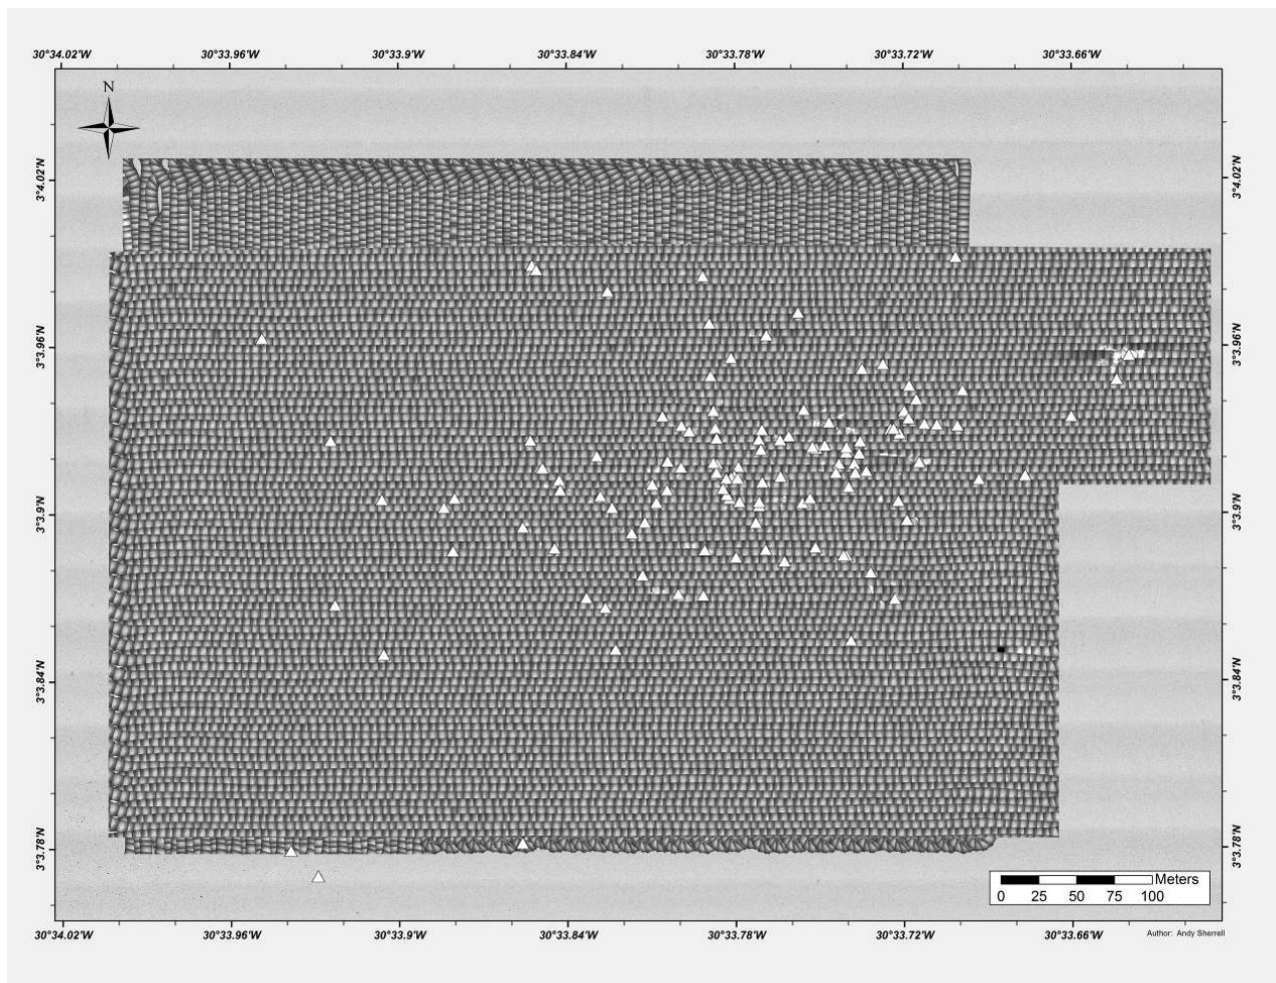 30°34.02'W 30°33.96'W 30°33.9'W 30°33.84'W 30°33.78'W 30°33.72'W 30°33.66'W
N
3°4.02'N 3°4.02'N
3°3.96'N 3°3.96'N
3°3.9'N 3°3.9'N
3°3.84'N 3°3.84'N
3°3.78'N 3°3.78'N
Meters
0 25 50 75 100
30°34.02'W 30°33.96'W 30°33.9'W 30°33.84'W 30°33.78'W 30°33.72'W 30°33.66'W
Author: Andy Sherrell